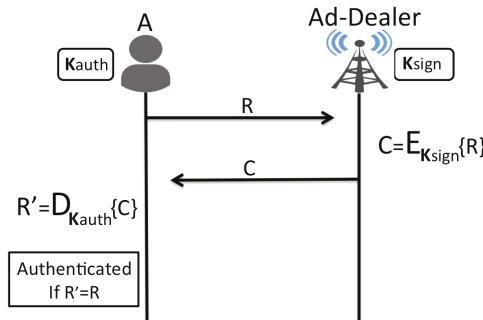 A
Ad-Dealer
Kauth
Ksign
R
C=EKsign{R}
C
R'=DKauth{C}
Authenticated
If R'=R